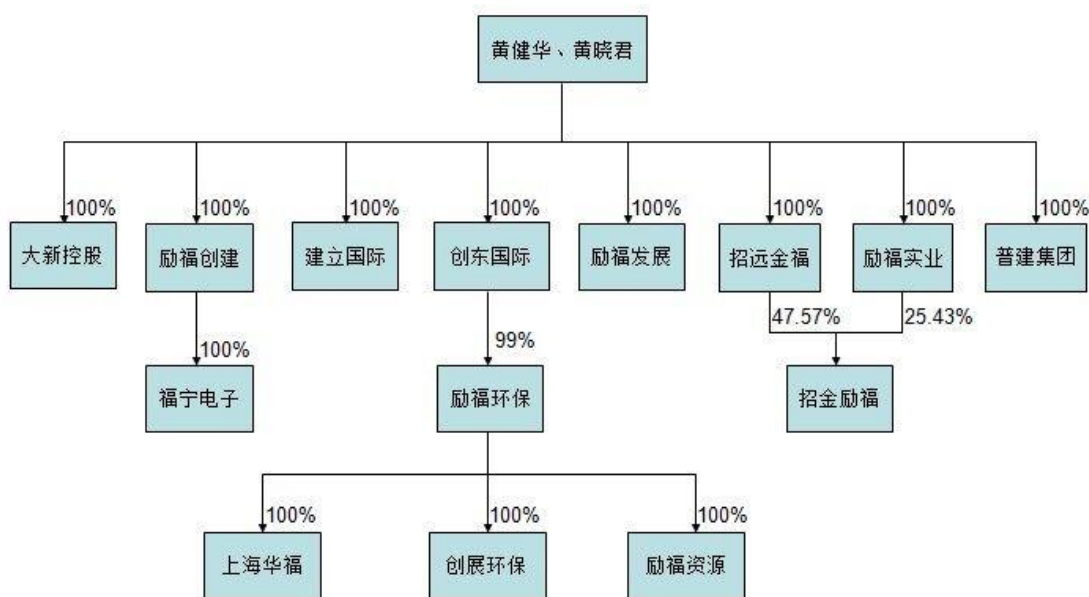 黄健华、黄晓君
100% 100% 100% 100% 100% 100% 100% 100%
大新控股 励福创建 建立国际 创东国际 励福发展 招远金福 励福实业 普建集团
47.57% 25.43%
100% 99%
福宁电子 励福环保 招金励福
100% 100% 100%
上海华福 创展环保 励福资源